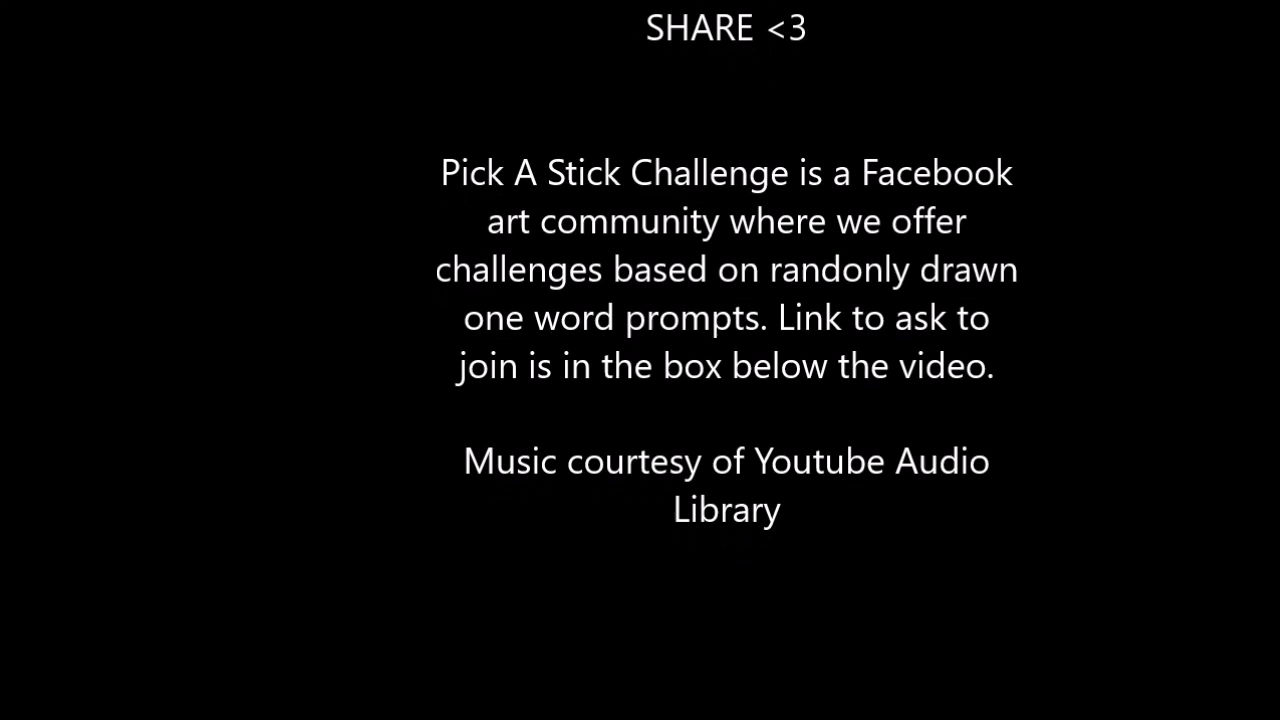 SHARE <3
Pick A Stick Challenge is a Facebook
art community where we offer
challenges based on randonly drawn
one word prompts. Link to ask to
join is in the box below the video.
Music courtesy of Youtube Audio
Library